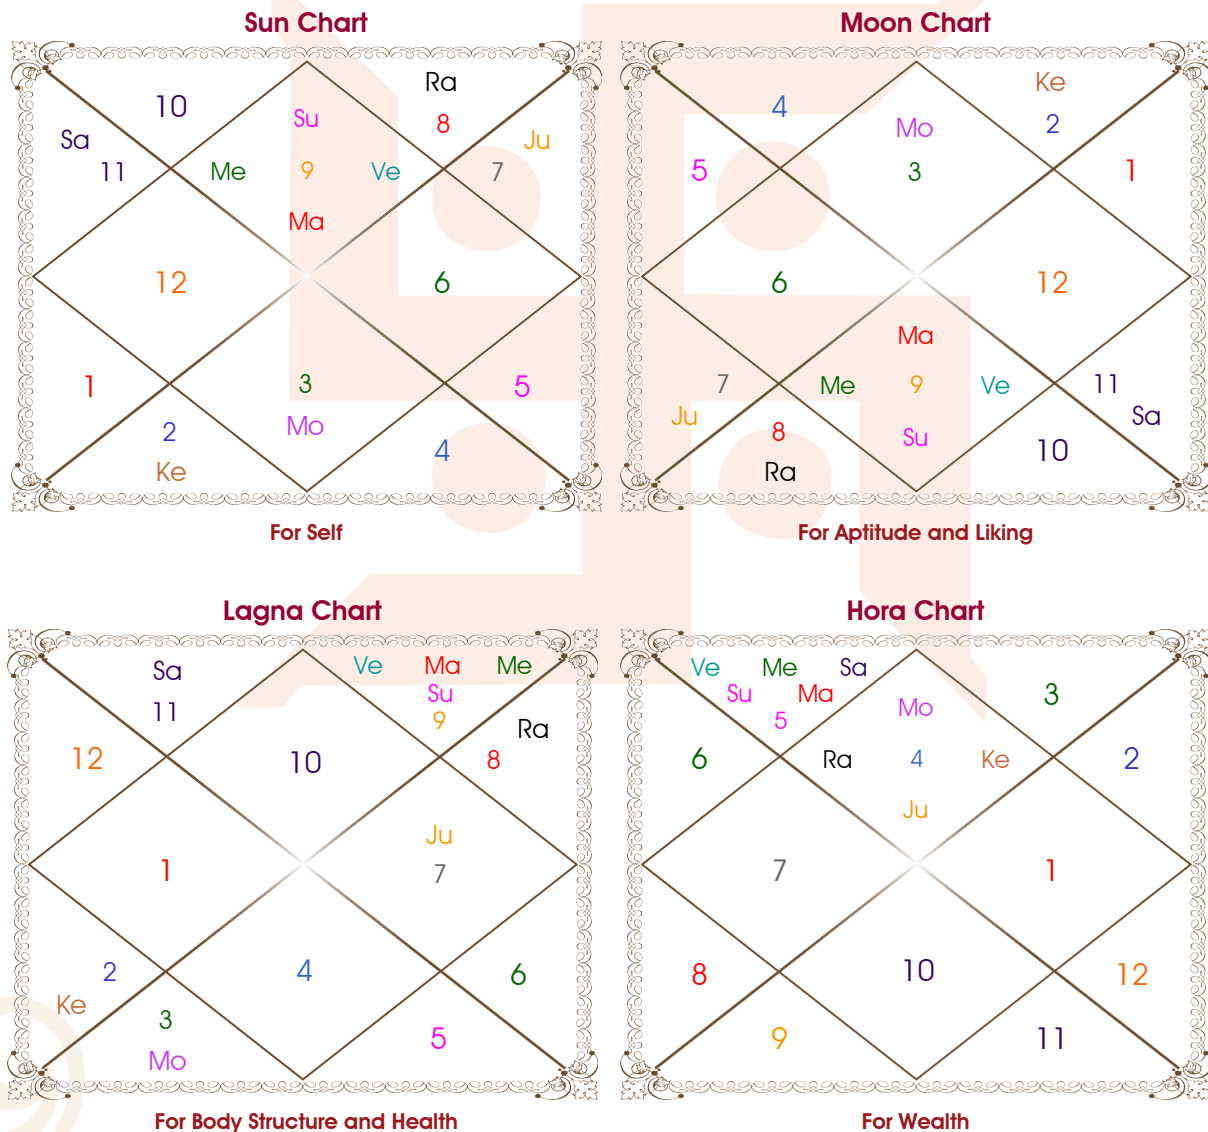 Sun Chart
10
Su
Ra
8
Sa
11
Me
9
Ve
Ju
7
Ma
12
6
1
3
5
2
Mo
4
Ke
For Self
Moon Chart
4
Mo
Ke
2
5
3
1
6
12
Ma
7
Me
9
Ve
11
Ju
8
Su
Sa
Ra
10
For Aptitude and Liking
Lagna Chart
Sa
11
Ve Ma Me
Su
9
Ra
12
10
8
Ju
1
7
2
4
6
Ke
3
5
Mo
For Body Structure and Health
Hora Chart
Ve Me Sa
Su Ma
5
Mo
3
6
Ra
4
Ke
2
Ju
7
1
8
10
12
9
11
For Wealth